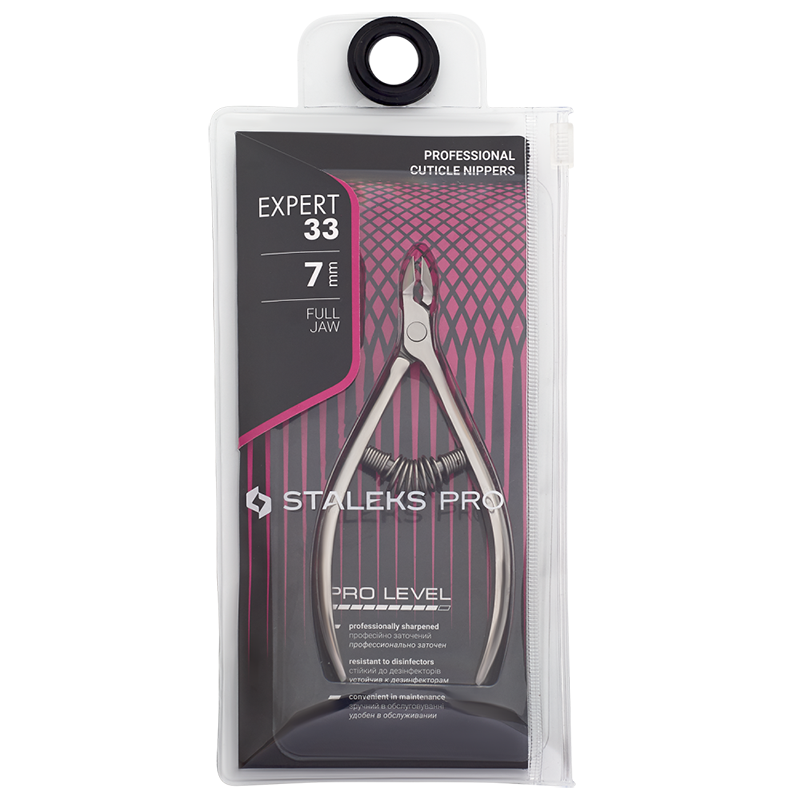 PROFESSIONAL
CUTICLE NIPPERS
EXPERT
33
7 mm
FULL
JAW
STALEKS PRO
PRO LEVEL
professionally sharpened
професійно заточений
профессионально заточен
resistant to disinfectors
стійкий до дезінфекторів
устойчив к дезинфекторам
convenient in maintenance
зручний в обслуговуванні
удобен в обслуживании